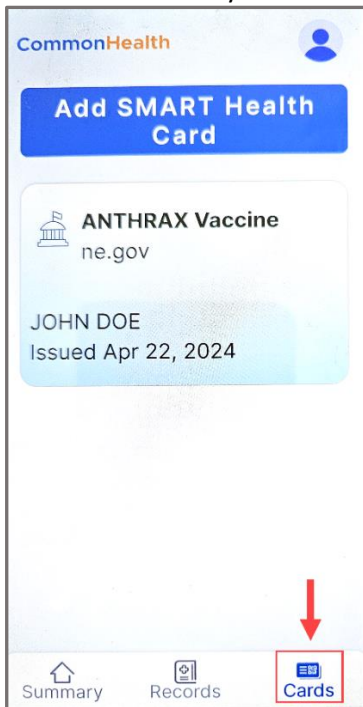 CommonHealth
Add SMART Health
Card
ANTHRAX Vaccine
ne.gov
JOHN DOE
Issued Apr 22, 2024
Summary Records Cards